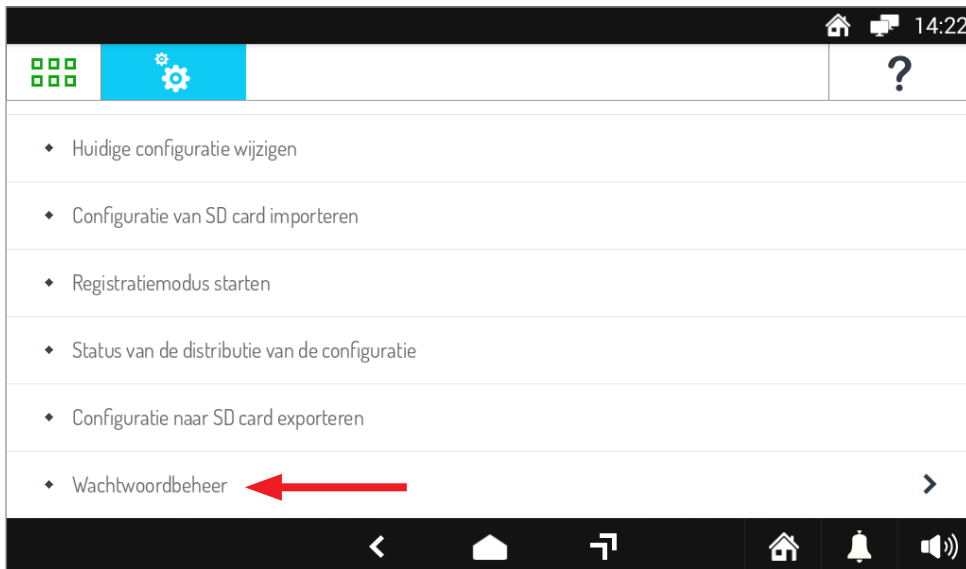 14:22
?
Huidige configuratie wijzigen
Configuratie van SD card importeren
Registratiemodus starten
Status van de distributie van de configuratie
Configuratie naar SD card exporteren
Wachtwoordbeheer